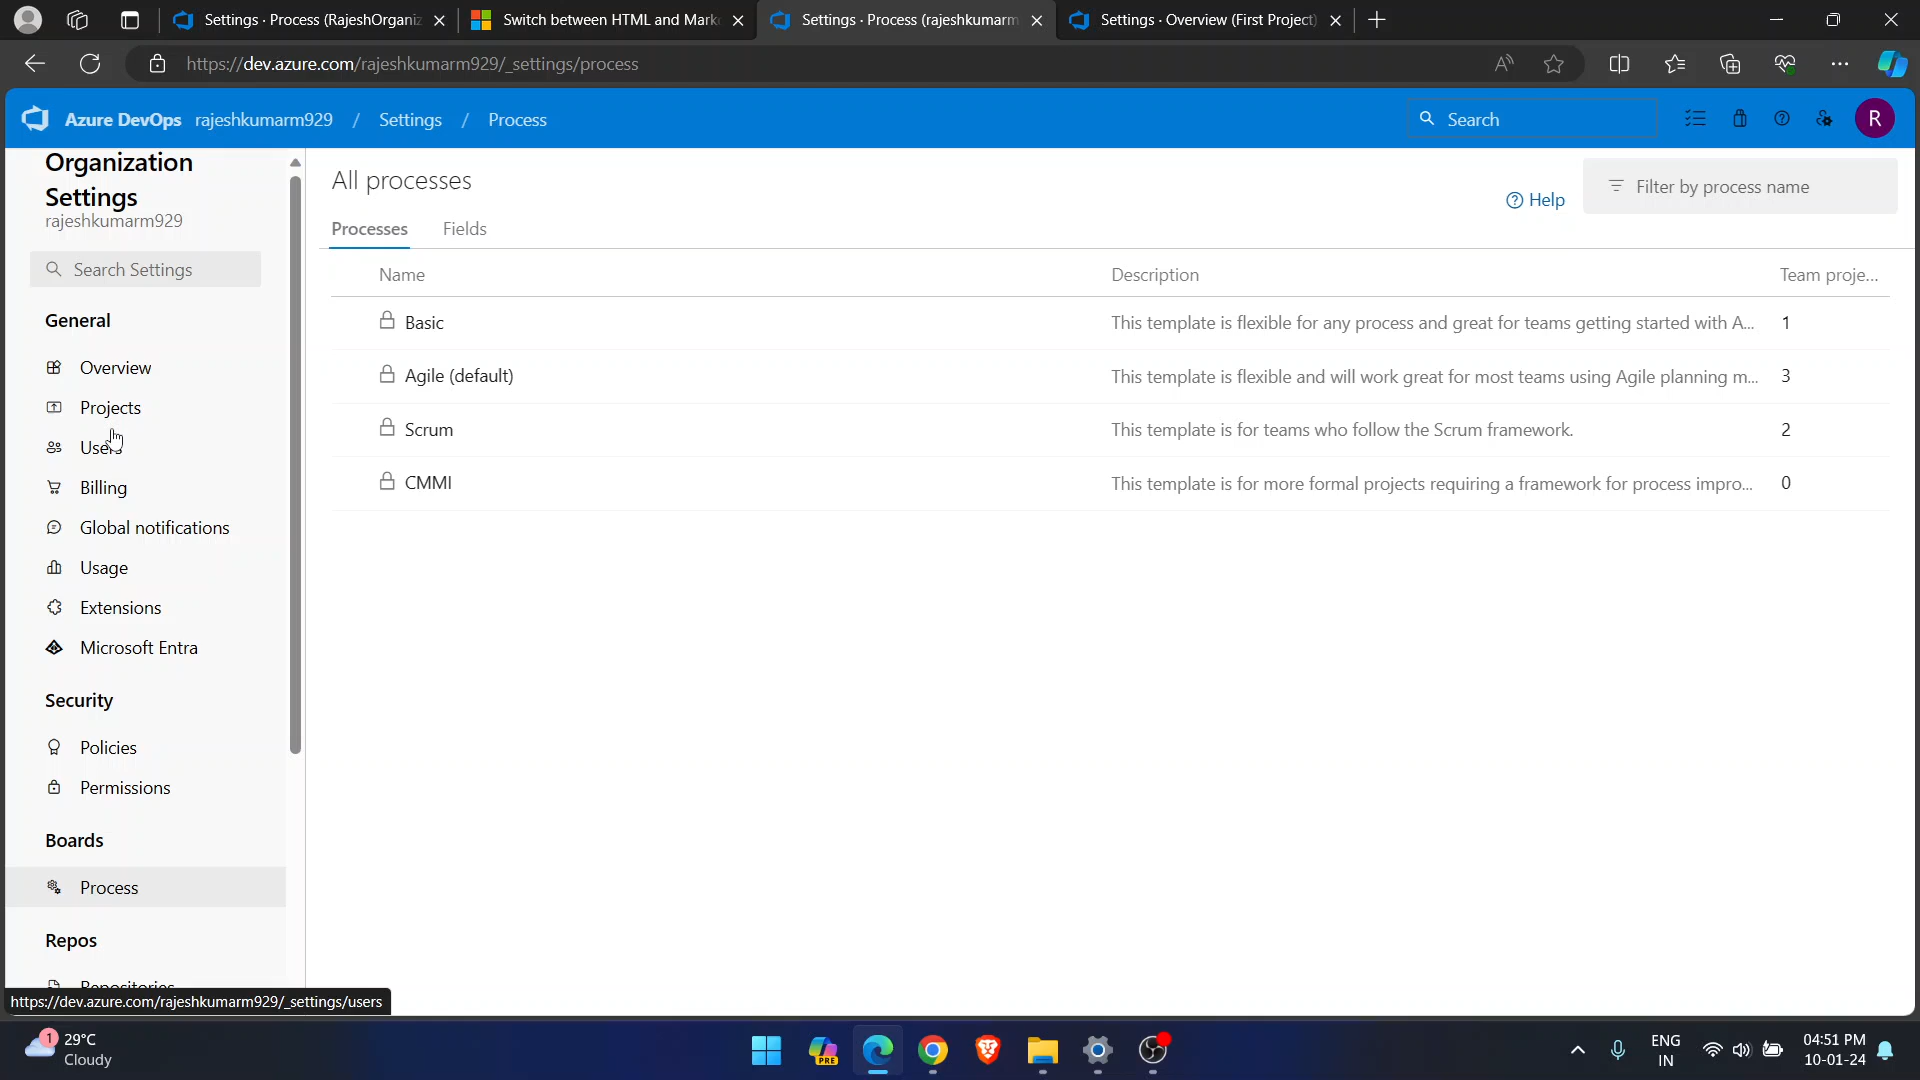 Settings · Process (RajeshOrganiz
Switch between HTML and Mark
Settings · Process (rajeshkumarm
Settings · Overview (First Project)
https://dev.azure.com/rajeshkumarm929/_settings/process
Azure DevOps rajeshkumarm929 / Settings / Process
Search
R
Organization
Settings
rajeshkumarm929
Search Settings
General
Overview
Projects
Users
Billing
Global notifications
Usage
Extensions
Microsoft Entra
Security
Policies
Permissions
Boards
Process
Repos
Repositories
https://dev.azure.com/rajeshkumarm929/_settings/users
All processes
Help
Filter by process name
Processes Fields
Name Description Team proje...
Basic This template is flexible for any process and great for teams getting started with A... 1
Agile (default) This template is flexible and will work great for most teams using Agile planning m... 3
Scrum This template is for teams who follow the Scrum framework. 2
CMMI This template is for more formal projects requiring a framework for process impro... 0
1
29°C
Cloudy
PRE
ENG
IN
04:51 PM
10-01-24